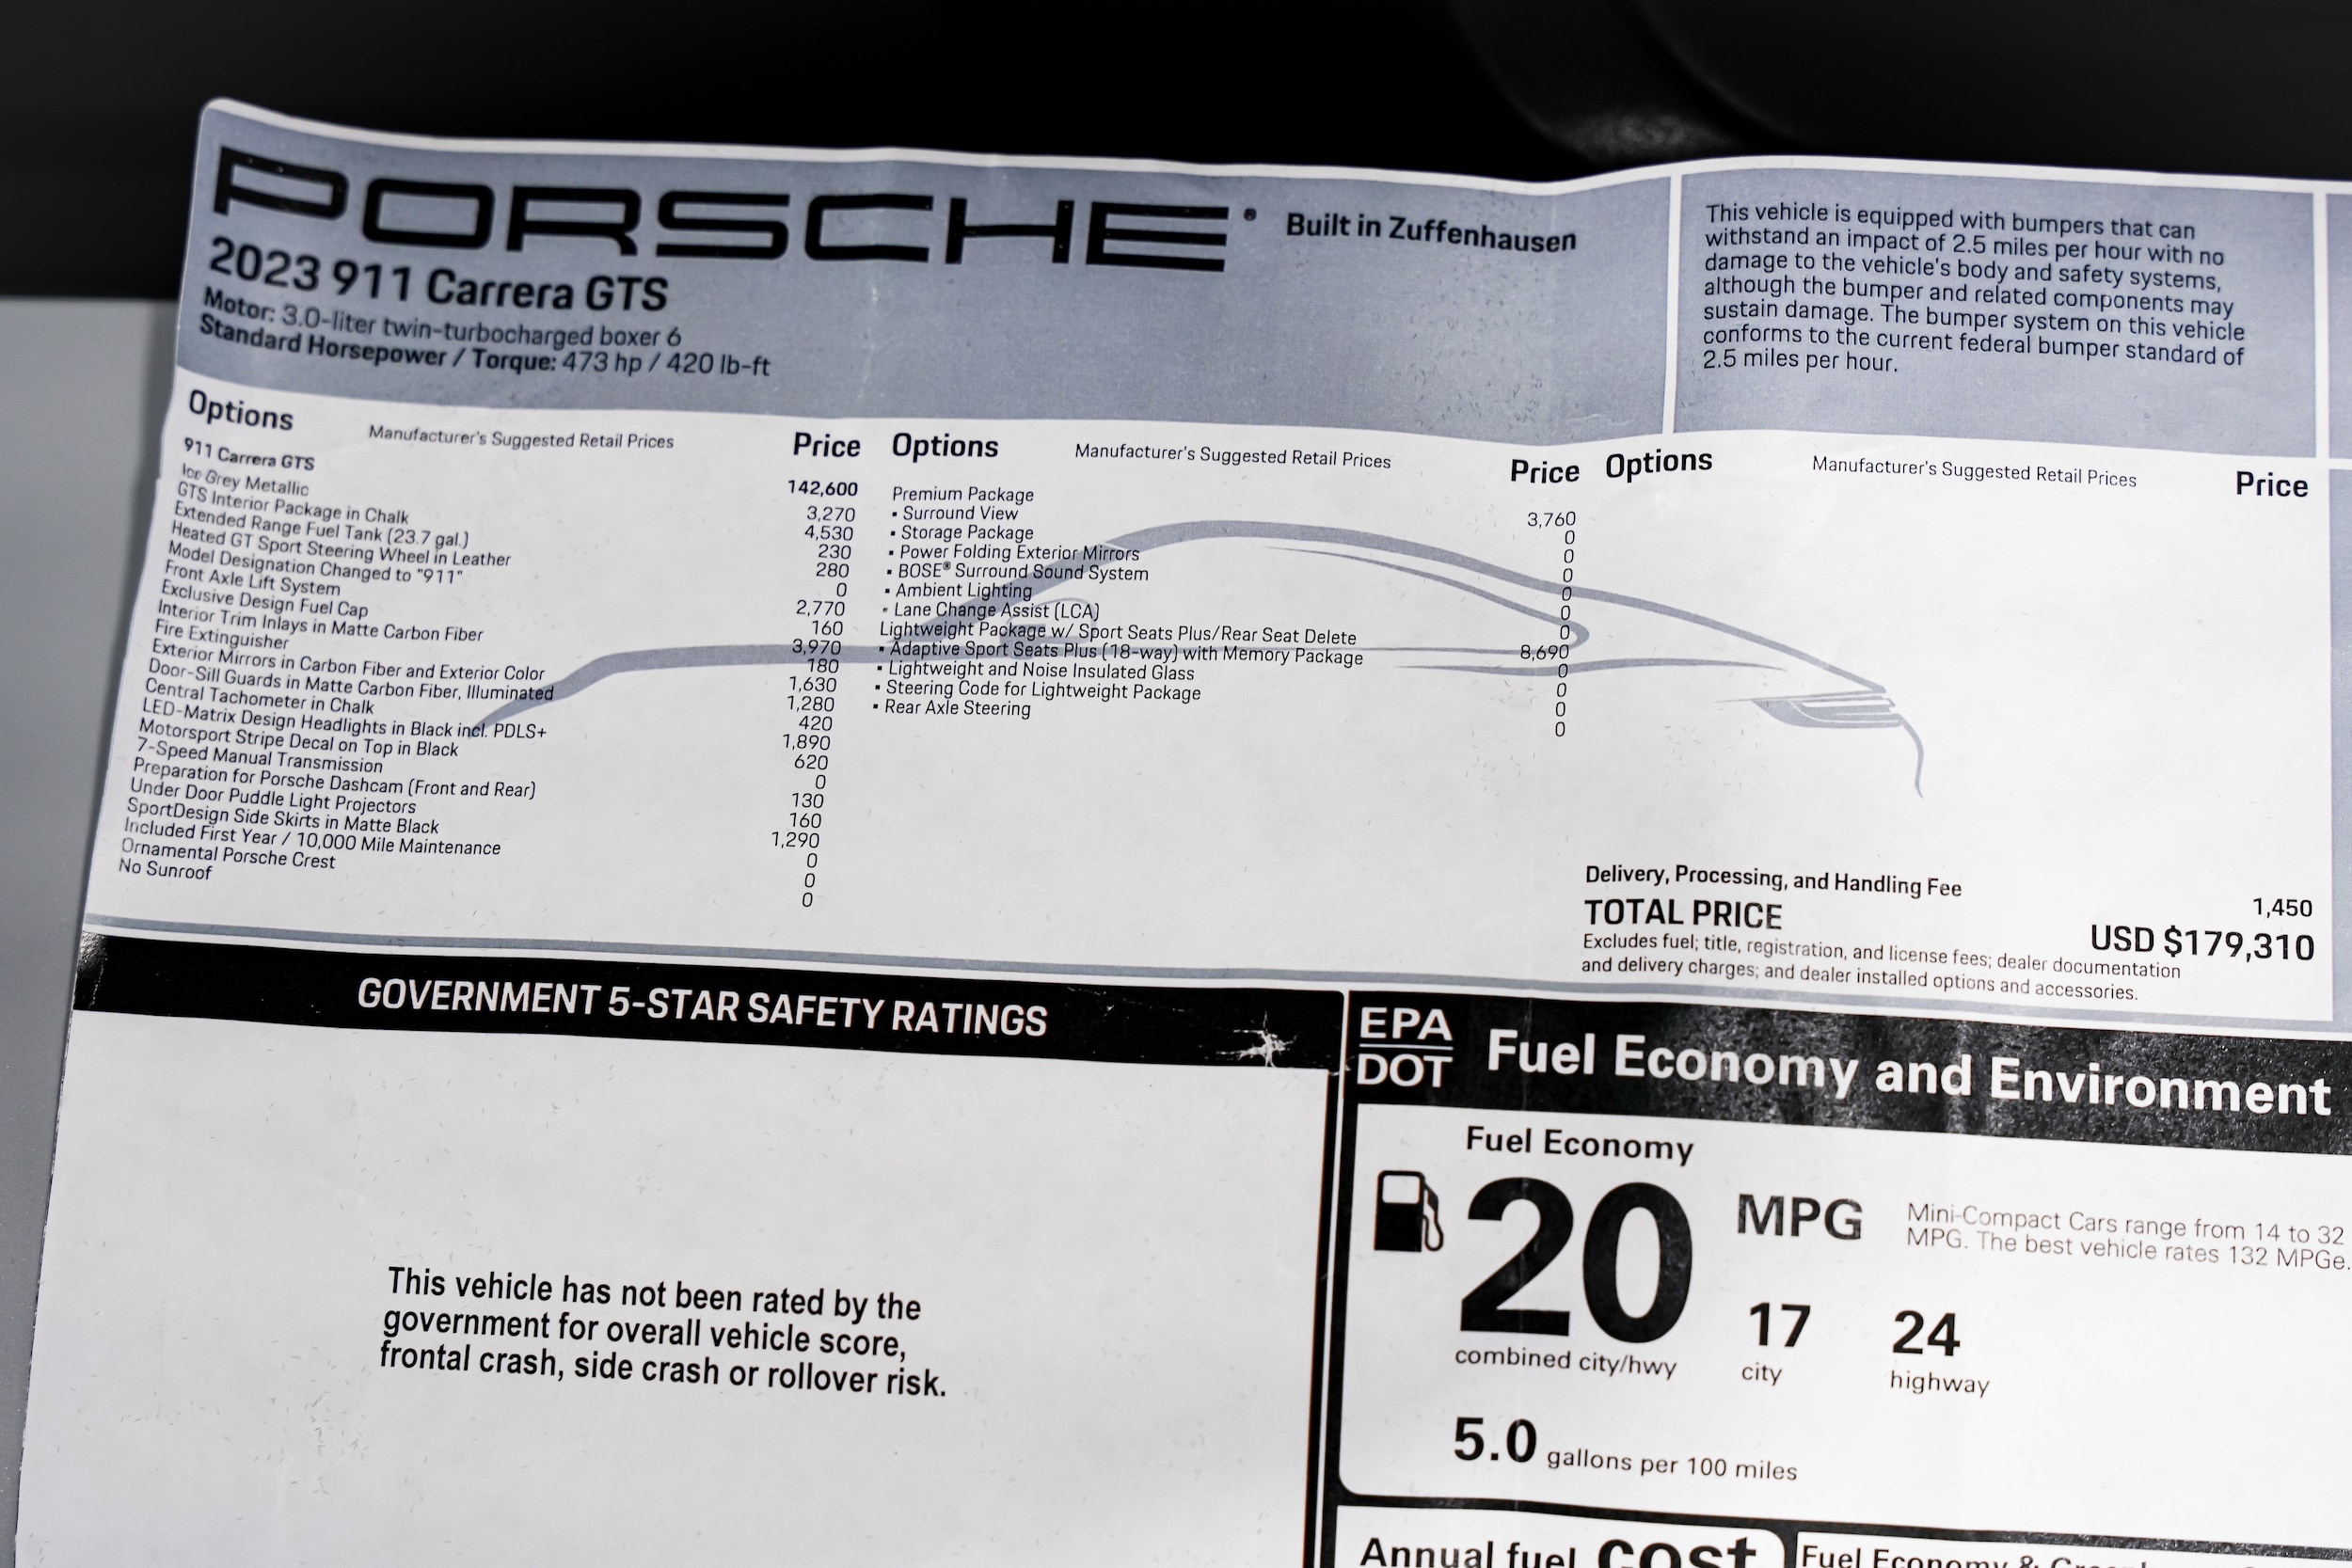 PORSCHE®
Built in Zuffenhausen
2023 911 Carrera GTS
Motor: 3.0-liter twin-turbocharged boxer 6
Standard Horsepower / Torque: 473 hp / 420 lb-ft
This vehicle is equipped with bumpers that can
withstand an impact of 2.5 miles per hour with no
damage to the vehicle's body and safety systems,
although the bumper and related components may
sustain damage. The bumper system on this vehicle
conforms to the current federal bumper standard of
2.5 miles per hour.
Options Manufacturer's Suggested Retail Prices Price
911 Carrera GTS 142,600
Ice Grey Metallic 3,270
GTS Interior Package in Chalk 4,530
Extended Range Fuel Tank (23.7 gal.) 230
Heated GT Sport Steering Wheel in Leather 280
Model Designation Changed to "911" 0
Front Axle Lift System 2,770
Exclusive Design Fuel Cap 160
Interior Trim Inlays in Matte Carbon Fiber 3,970
Fire Extinguisher 180
Exterior Mirrors in Carbon Fiber and Exterior Color 1,630
Door-Sill Guards in Matte Carbon Fiber, Illuminated 1,280
Central Tachometer in Chalk 420
LED-Matrix Design Headlights in Black incl. PDLS+ 1,890
Motorsport Stripe Decal on Top in Black 620
7-Speed Manual Transmission 0
Preparation for Porsche Dashcam (Front and Rear) 130
Under Door Puddle Light Projectors 160
SportDesign Side Skirts in Matte Black 1,290
Included First Year / 10,000 Mile Maintenance 0
Ornamental Porsche Crest 0
No Sunroof 0
Options Manufacturer's Suggested Retail Prices Price
Premium Package 3,760
▪ Surround View 0
▪ Storage Package 0
▪ Power Folding Exterior Mirrors 0
▪ BOSE® Surround Sound System 0
▪ Ambient Lighting 0
▪ Lane Change Assist (LCA) 0
Lightweight Package w/ Sport Seats Plus/Rear Seat Delete 8,690
▪ Adaptive Sport Seats Plus (18-way) with Memory Package 0
▪ Lightweight and Noise Insulated Glass 0
▪ Steering Code for Lightweight Package 0
▪ Rear Axle Steering 0
Options Manufacturer's Suggested Retail Prices Price
Delivery, Processing, and Handling Fee 1,450
TOTAL PRICE USD $179,310
Excludes fuel; title, registration, and license fees; dealer documentation
and delivery charges; and dealer installed options and accessories.
GOVERNMENT 5-STAR SAFETY RATINGS
This vehicle has not been rated by the
government for overall vehicle score,
frontal crash, side crash or rollover risk.
EPA
DOT
Fuel Economy and Environment
Fuel Economy
20 MPG
Mini-Compact Cars range from 14 to 32
MPG. The best vehicle rates 132 MPGe.
17 24
combined city/hwy city highway
5.0 gallons per 100 miles
Annual fuel cost
Fuel Economy &